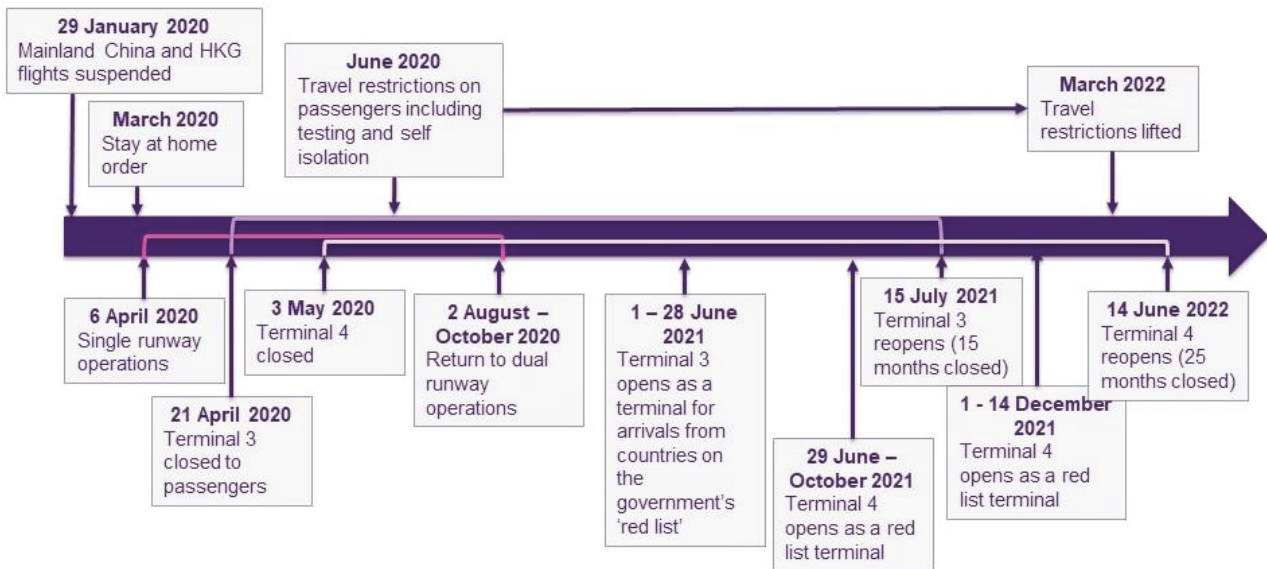 29 January 2020
Mainland China and HKG
flights suspended
March 2020
Stay at home
order
June 2020
Travel restrictions on
passengers including
testing and self
isolation
March 2022
Travel
restrictions lifted
6 April 2020
Single runway
operations
21 April 2020
Terminal 3
closed to
passengers
3 May 2020
Terminal 4
closed
2 August –
October 2020
Return to dual
runway
operations
1 – 28 June
2021
Terminal 3
opens as a
terminal for
arrivals from
countries on
the
government’s
‘red list’
29 June –
October 2021
Terminal 4
opens as a red
list terminal
15 July 2021
Terminal 3
reopens (15
months closed)
1 - 14 December
2021
Terminal 4
opens as a red
list terminal
14 June 2022
Terminal 4
reopens (25
months closed)